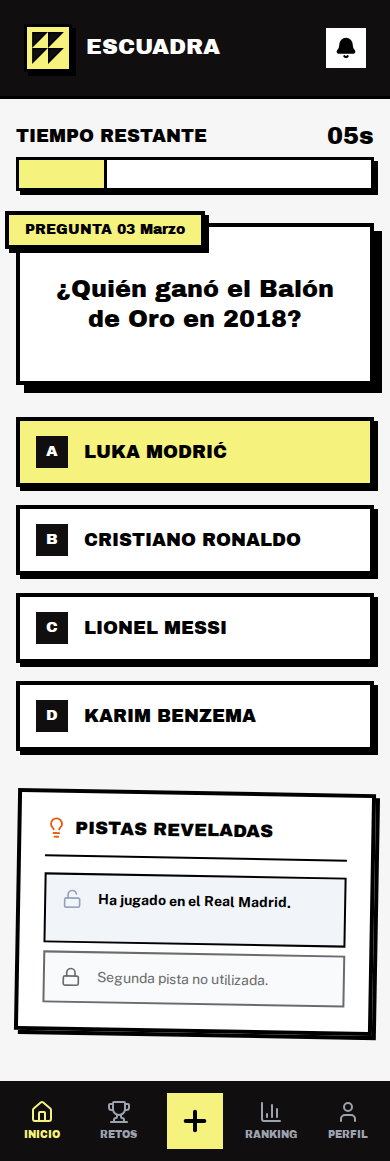 ESCUADRA
TIEMPO RESTANTE
05s
PREGUNTA 03 Marzo
¿Quién ganó el Balón
de Oro en 2018?
A LUKA MODRIĆ
B CRISTIANO RONALDO
C LIONEL MESSI
D KARIM BENZEMA
PISTAS REVELADAS
Ha jugado en el Real Madrid.
Segunda pista no utilizada.
INICIO RETOS RANKING PERFIL